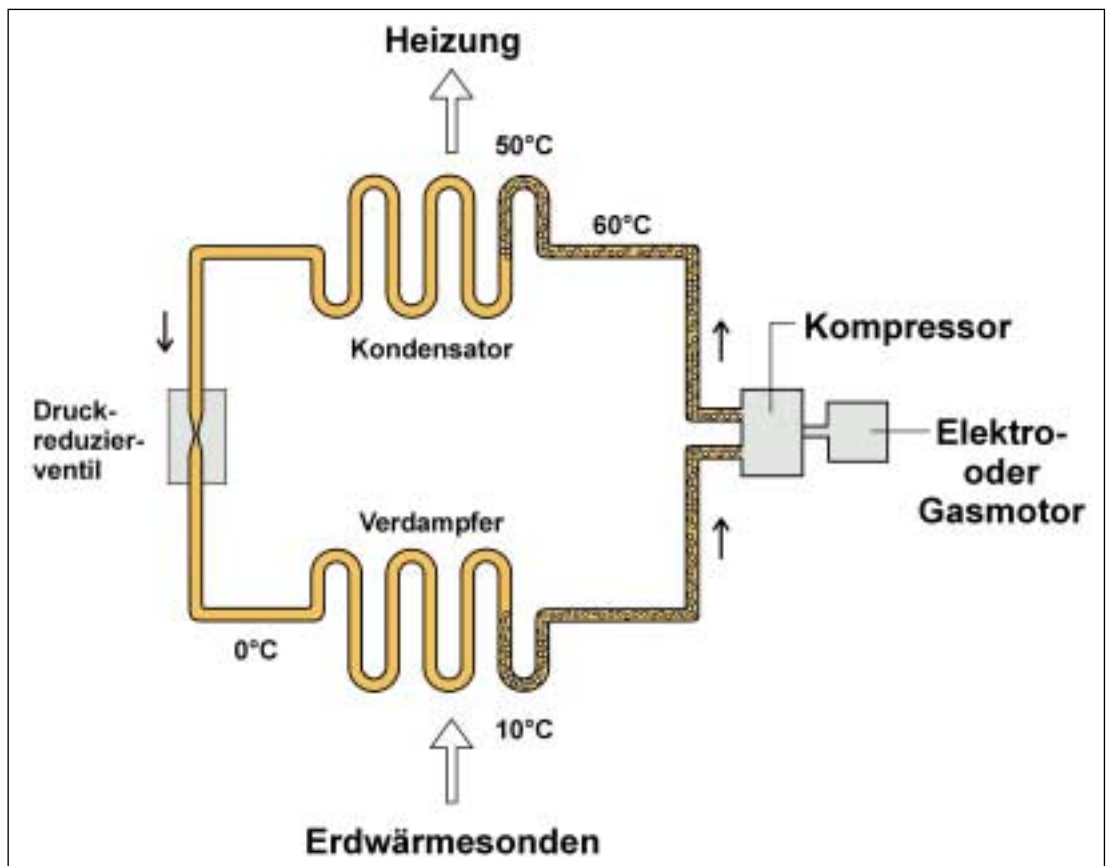 Heizung
50°C
60°C
Kondensator
Kompressor
Druck-
reduzier-
ventil
Elektro-
oder
Gasmotor
Verdampfer
0°C
10°C
Erdwärmesonden